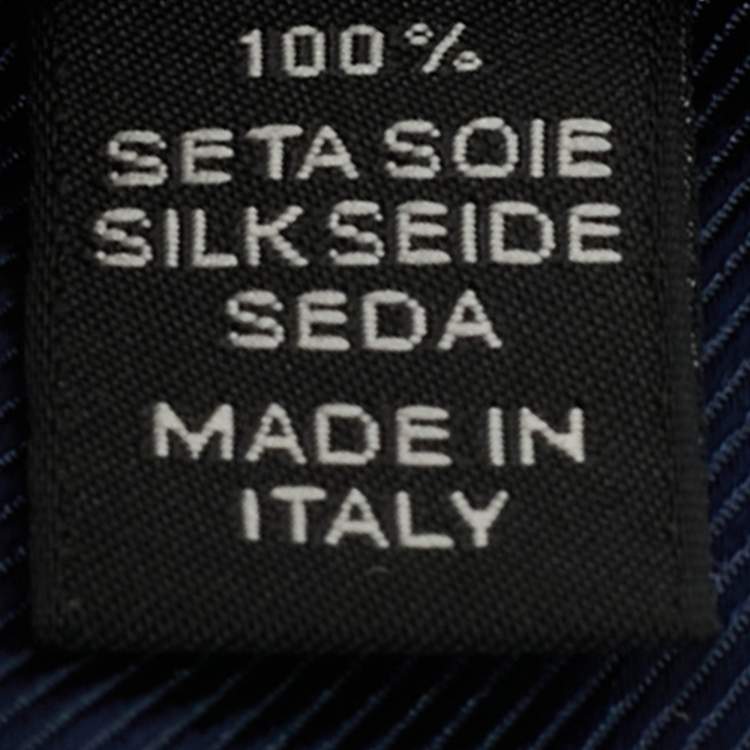 100%
SETA SOIE
SILK SEIDE
SEDA
MADE IN
ITALY